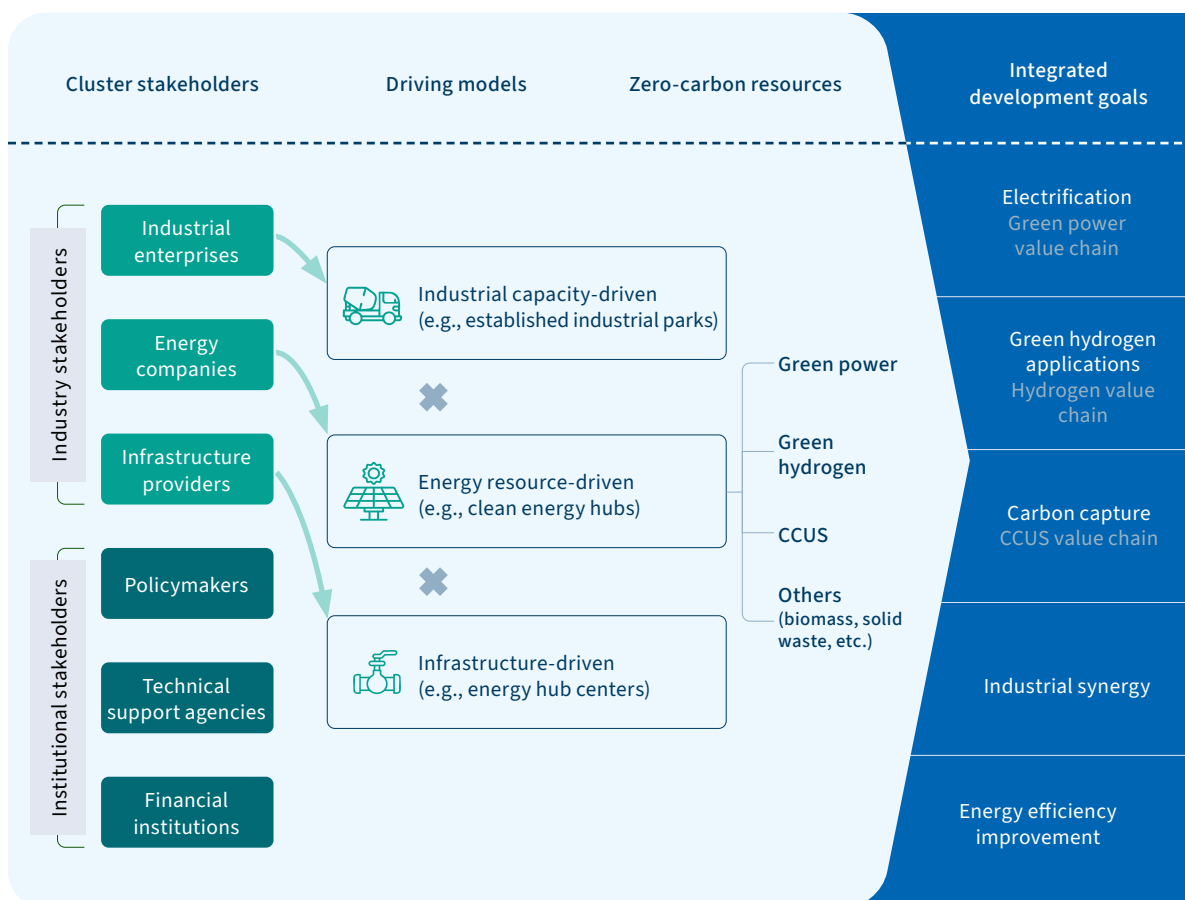 Cluster stakeholders
Driving models
Zero-carbon resources
Integrated
development goals
Industry stakeholders
Industrial
enterprises
Energy
companies
Infrastructure
providers
Institutional stakeholders
Policymakers
Technical
support agencies
Financial
institutions
Industrial capacity-driven
(e.g., established industrial parks)
Energy resource-driven
(e.g., clean energy hubs)
Infrastructure-driven
(e.g., energy hub centers)
Green power
Green
hydrogen
CCUS
Others
(biomass, solid
waste, etc.)
Electrification
Green power
value chain
Green hydrogen
applications
Hydrogen value
chain
Carbon capture
CCUS value chain
Industrial synergy
Energy efficiency
improvement